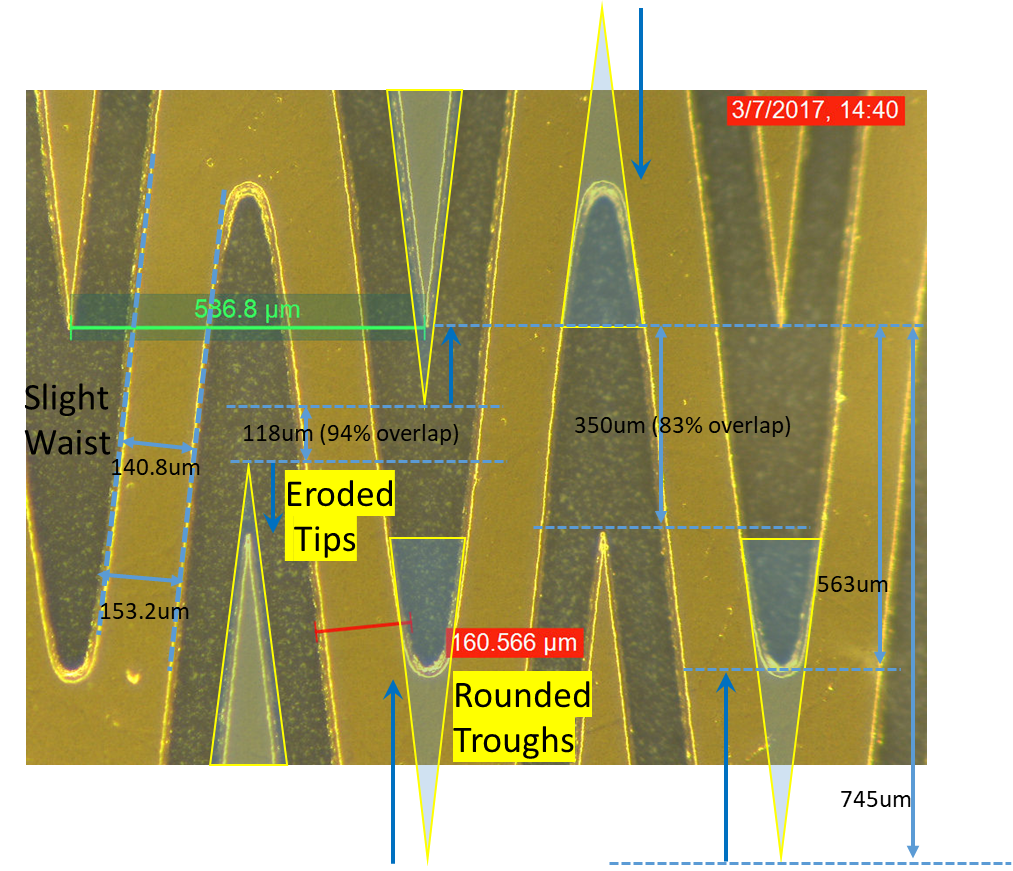 3/7/2017, 14:40
586.8 µm
Slight
Waist
118um (94% overlap)
350um (83% overlap)
140.8um
Eroded
Tips
563um
153.2um
160.566 µm
Rounded
Troughs
745um